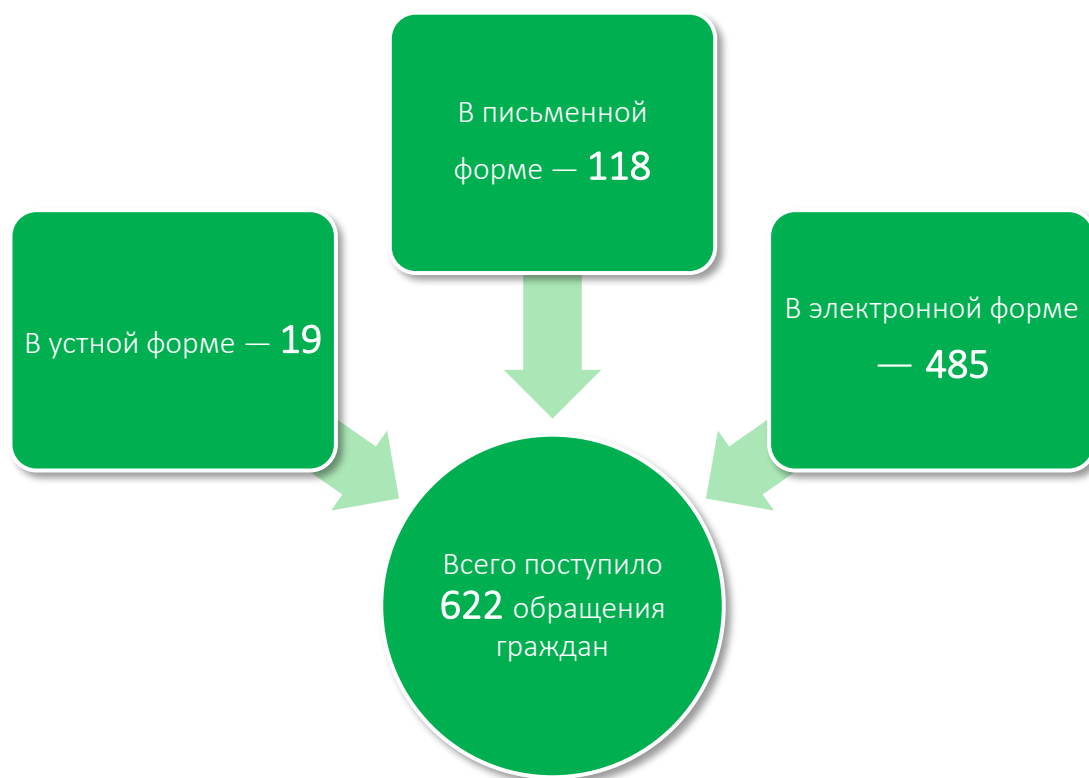 В письменной
форме — 118
В устной форме — 19
В электронной форме
— 485
Всего поступило
622 обращения
граждан